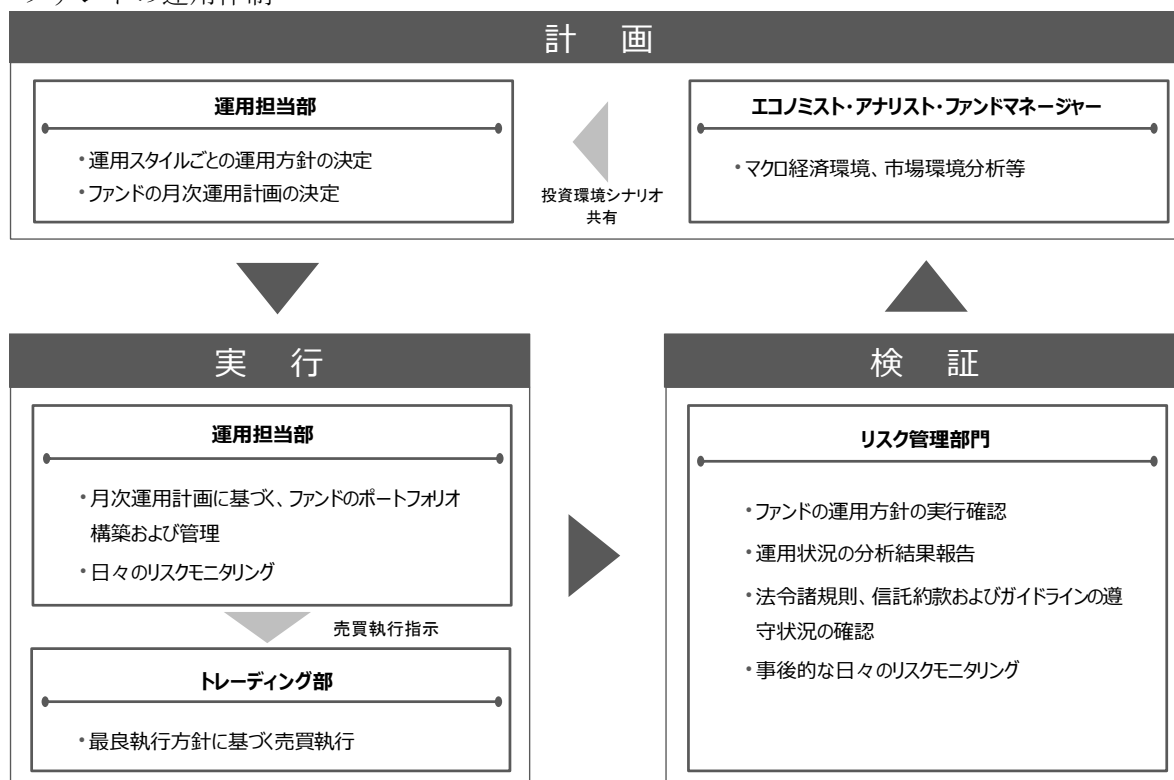 ファンドの運用体制
計 画
運用担当部
・運用スタイルごとの運用方針の決定
・ファンドの月次運用計画の決定
投資環境シナリオ
共有
エコノミスト・アナリスト・ファンドマネージャー
・マクロ経済環境、市場環境分析等
実 行
運用担当部
・月次運用計画に基づく、ファンドのポートフォリオ
構築および管理
・日々のリスクモニタリング
売買執行指示
トレーディング部
・最良執行方針に基づく売買執行
検 証
リスク管理部門
・ファンドの運用方針の実行確認
・運用状況の分析結果報告
・法令諸規則、信託約款およびガイドラインの遵
守状況の確認
・事後的な日々のリスクモニタリング